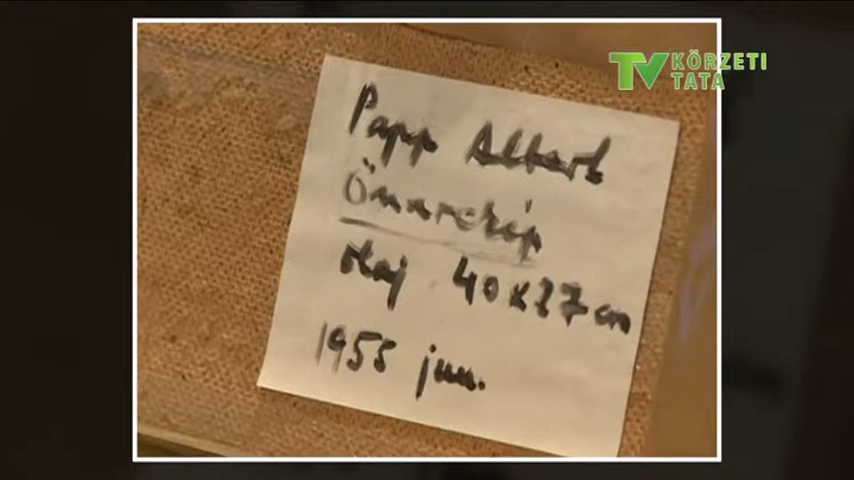 TV KÖRZETI
TATA
Papp Albert
Önarckép
olaj 40x27 cm
1955 jun.